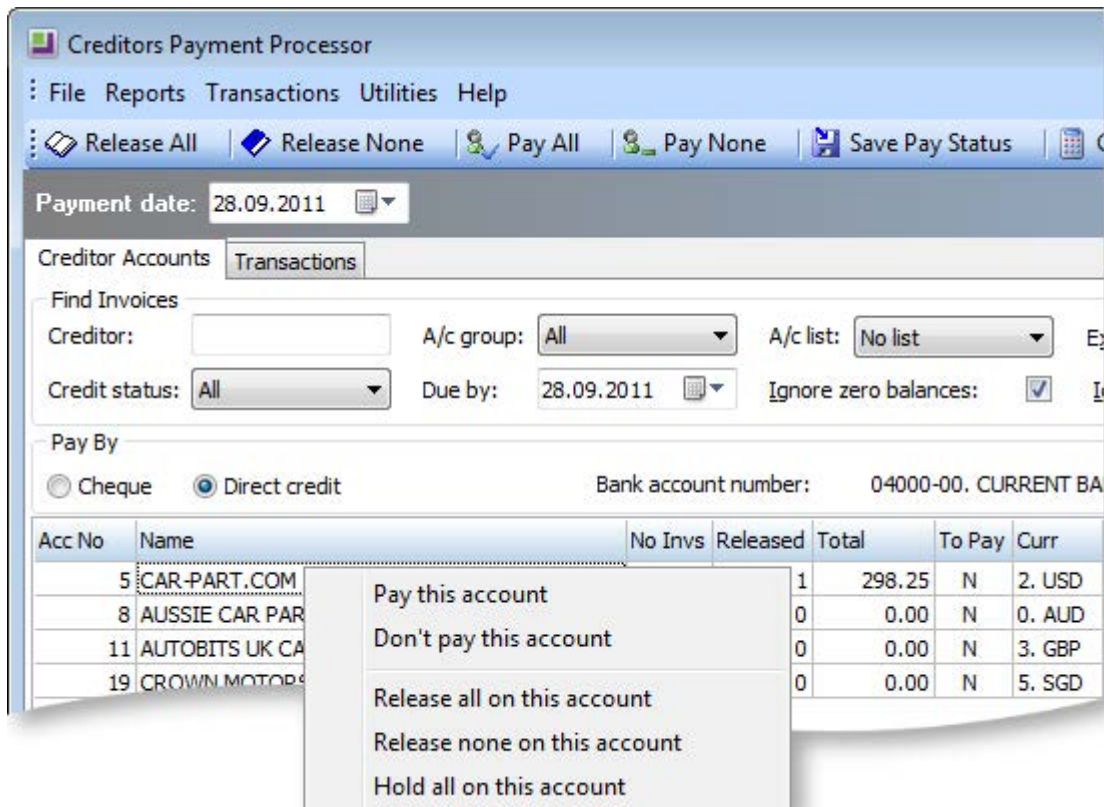 Creditors Payment Processor
File Reports Transactions Utilities Help
Release All Release None Pay All Pay None Save Pay Status
Payment date: 28.09.2011
Creditor Accounts Transactions
Find Invoices
Creditor: A/c group: All A/c list: No list
Credit status: All Due by: 28.09.2011 Ignore zero balances:
Pay By
Cheque Direct credit Bank account number: 04000-00. CURRENT BA
Acc No Name No Invs Released Total To Pay Curr
5 CAR-PART.COM 1 298.25 N 2. USD
8 AUSSIE CAR PAR 0 0.00 N 0. AUD
11 AUTOBITS UK CA 0 0.00 N 3. GBP
19 CROWN MOTORS 0 0.00 N 5. SGD
Pay this account
Don't pay this account
Release all on this account
Release none on this account
Hold all on this account